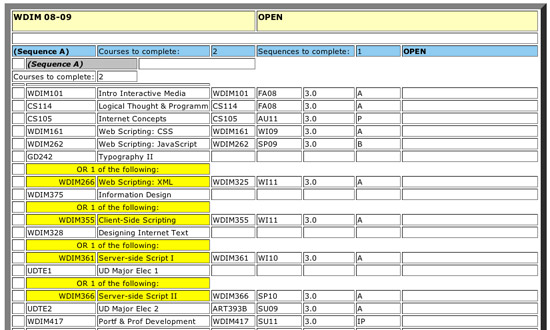 WDIM 08-09 OPEN
(Sequence A) Courses to complete: 2 Sequences to complete: 1 OPEN
(Sequence A)
Courses to complete: 2
WDIM101 Intro Interactive Media WDIM101 FA08 3.0 A
CS114 Logical Thought & Programm CS114 FA08 3.0 A
CS105 Internet Concepts CS105 AU11 3.0 P
WDIM161 Web Scripting: CSS WDIM161 WI09 3.0 A
WDIM262 Web Scripting: JavaScript WDIM262 SP09 3.0 B
GD242 Typography II
OR 1 of the following:
WDIM266 Web Scripting: XML WDIM325 WI11 3.0 A
WDIM375 Information Design
OR 1 of the following:
WDIM355 Client-Side Scripting WDIM355 WI11 3.0 A
WDIM328 Designing Internet Text
OR 1 of the following:
WDIM361 Server-side Script I WDIM361 WI10 3.0 A
UDTE1 UD Major Elec 1
OR 1 of the following:
WDIM366 Server-side Script II WDIM366 SP10 3.0 A
UDTE2 UD Major Elec 2 ART393B SU09 3.0 A
WDIM417 Portf & Prof Development WDIM417 SU11 3.0 IP